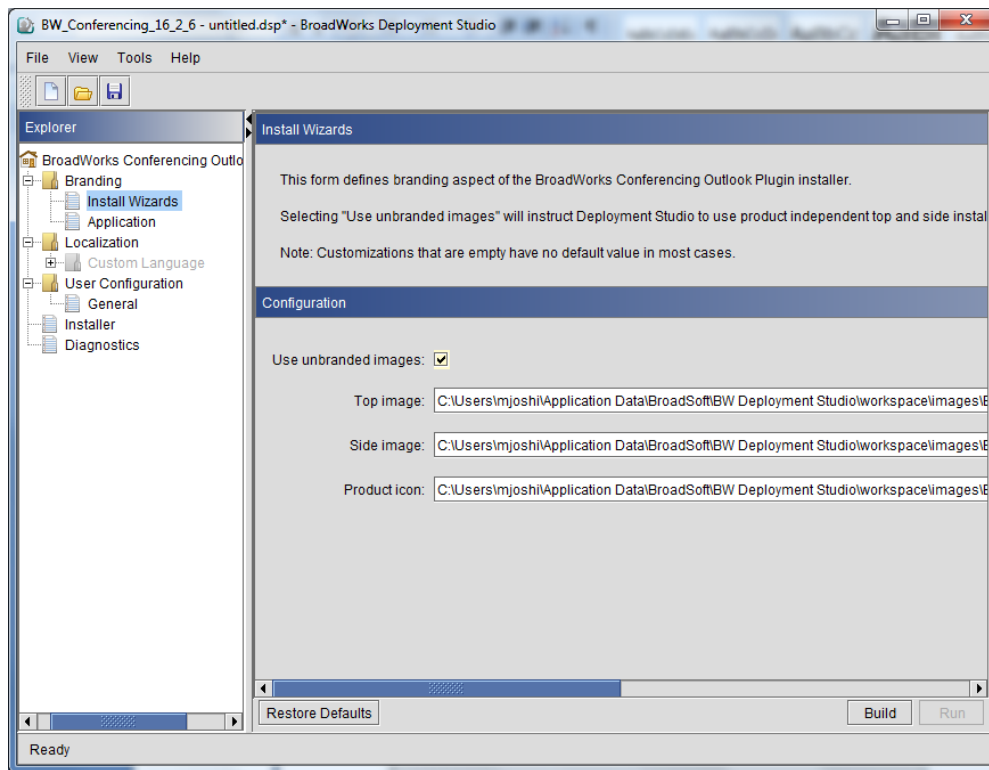 BW_Conferencing_16_2_6 - untitled.dsp* - BroadWorks Deployment Studio
File View Tools Help
Explorer
BroadWorks Conferencing Outlo
Branding
Install Wizards
Application
Localization
Custom Language
User Configuration
General
Installer
Diagnostics
Install Wizards
This form defines branding aspect of the BroadWorks Conferencing Outlook Plugin installer.
Selecting "Use unbranded images" will instruct Deployment Studio to use product independent top and side instal
Note: Customizations that are empty have no default value in most cases.
Configuration
Use unbranded images:
Top image: C:\Users\mjoshi\Application Data\BroadSoft\BW Deployment Studio\workspace\images\B
Side image: C:\Users\mjoshi\Application Data\BroadSoft\BW Deployment Studio\workspace\images\B
Product icon: C:\Users\mjoshi\Application Data\BroadSoft\BW Deployment Studio\workspace\images\B
Restore Defaults Build Run
Ready